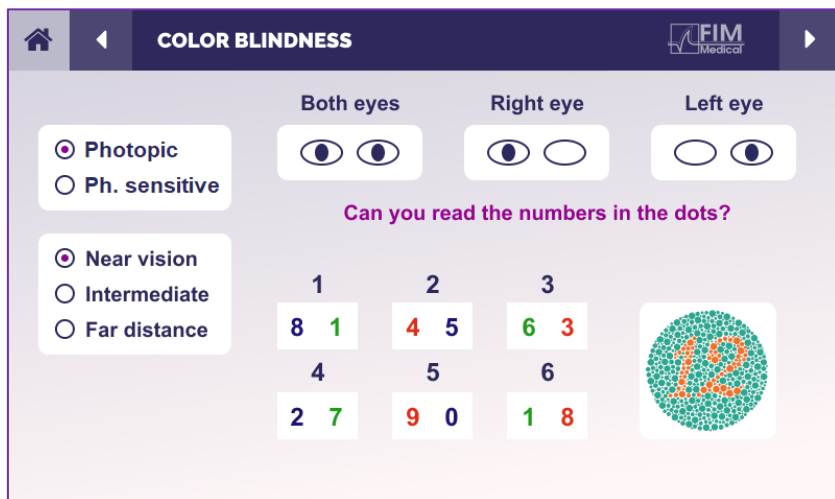 COLOR BLINDNESS
FIM
Medical
Both eyes Right eye Left eye
Photopic
Ph. sensitive
Can you read the numbers in the dots?
Near vision
Intermediate
Far distance
1 2 3
8 1 4 5 6 3
4 5 6
2 7 9 0 1 8
12